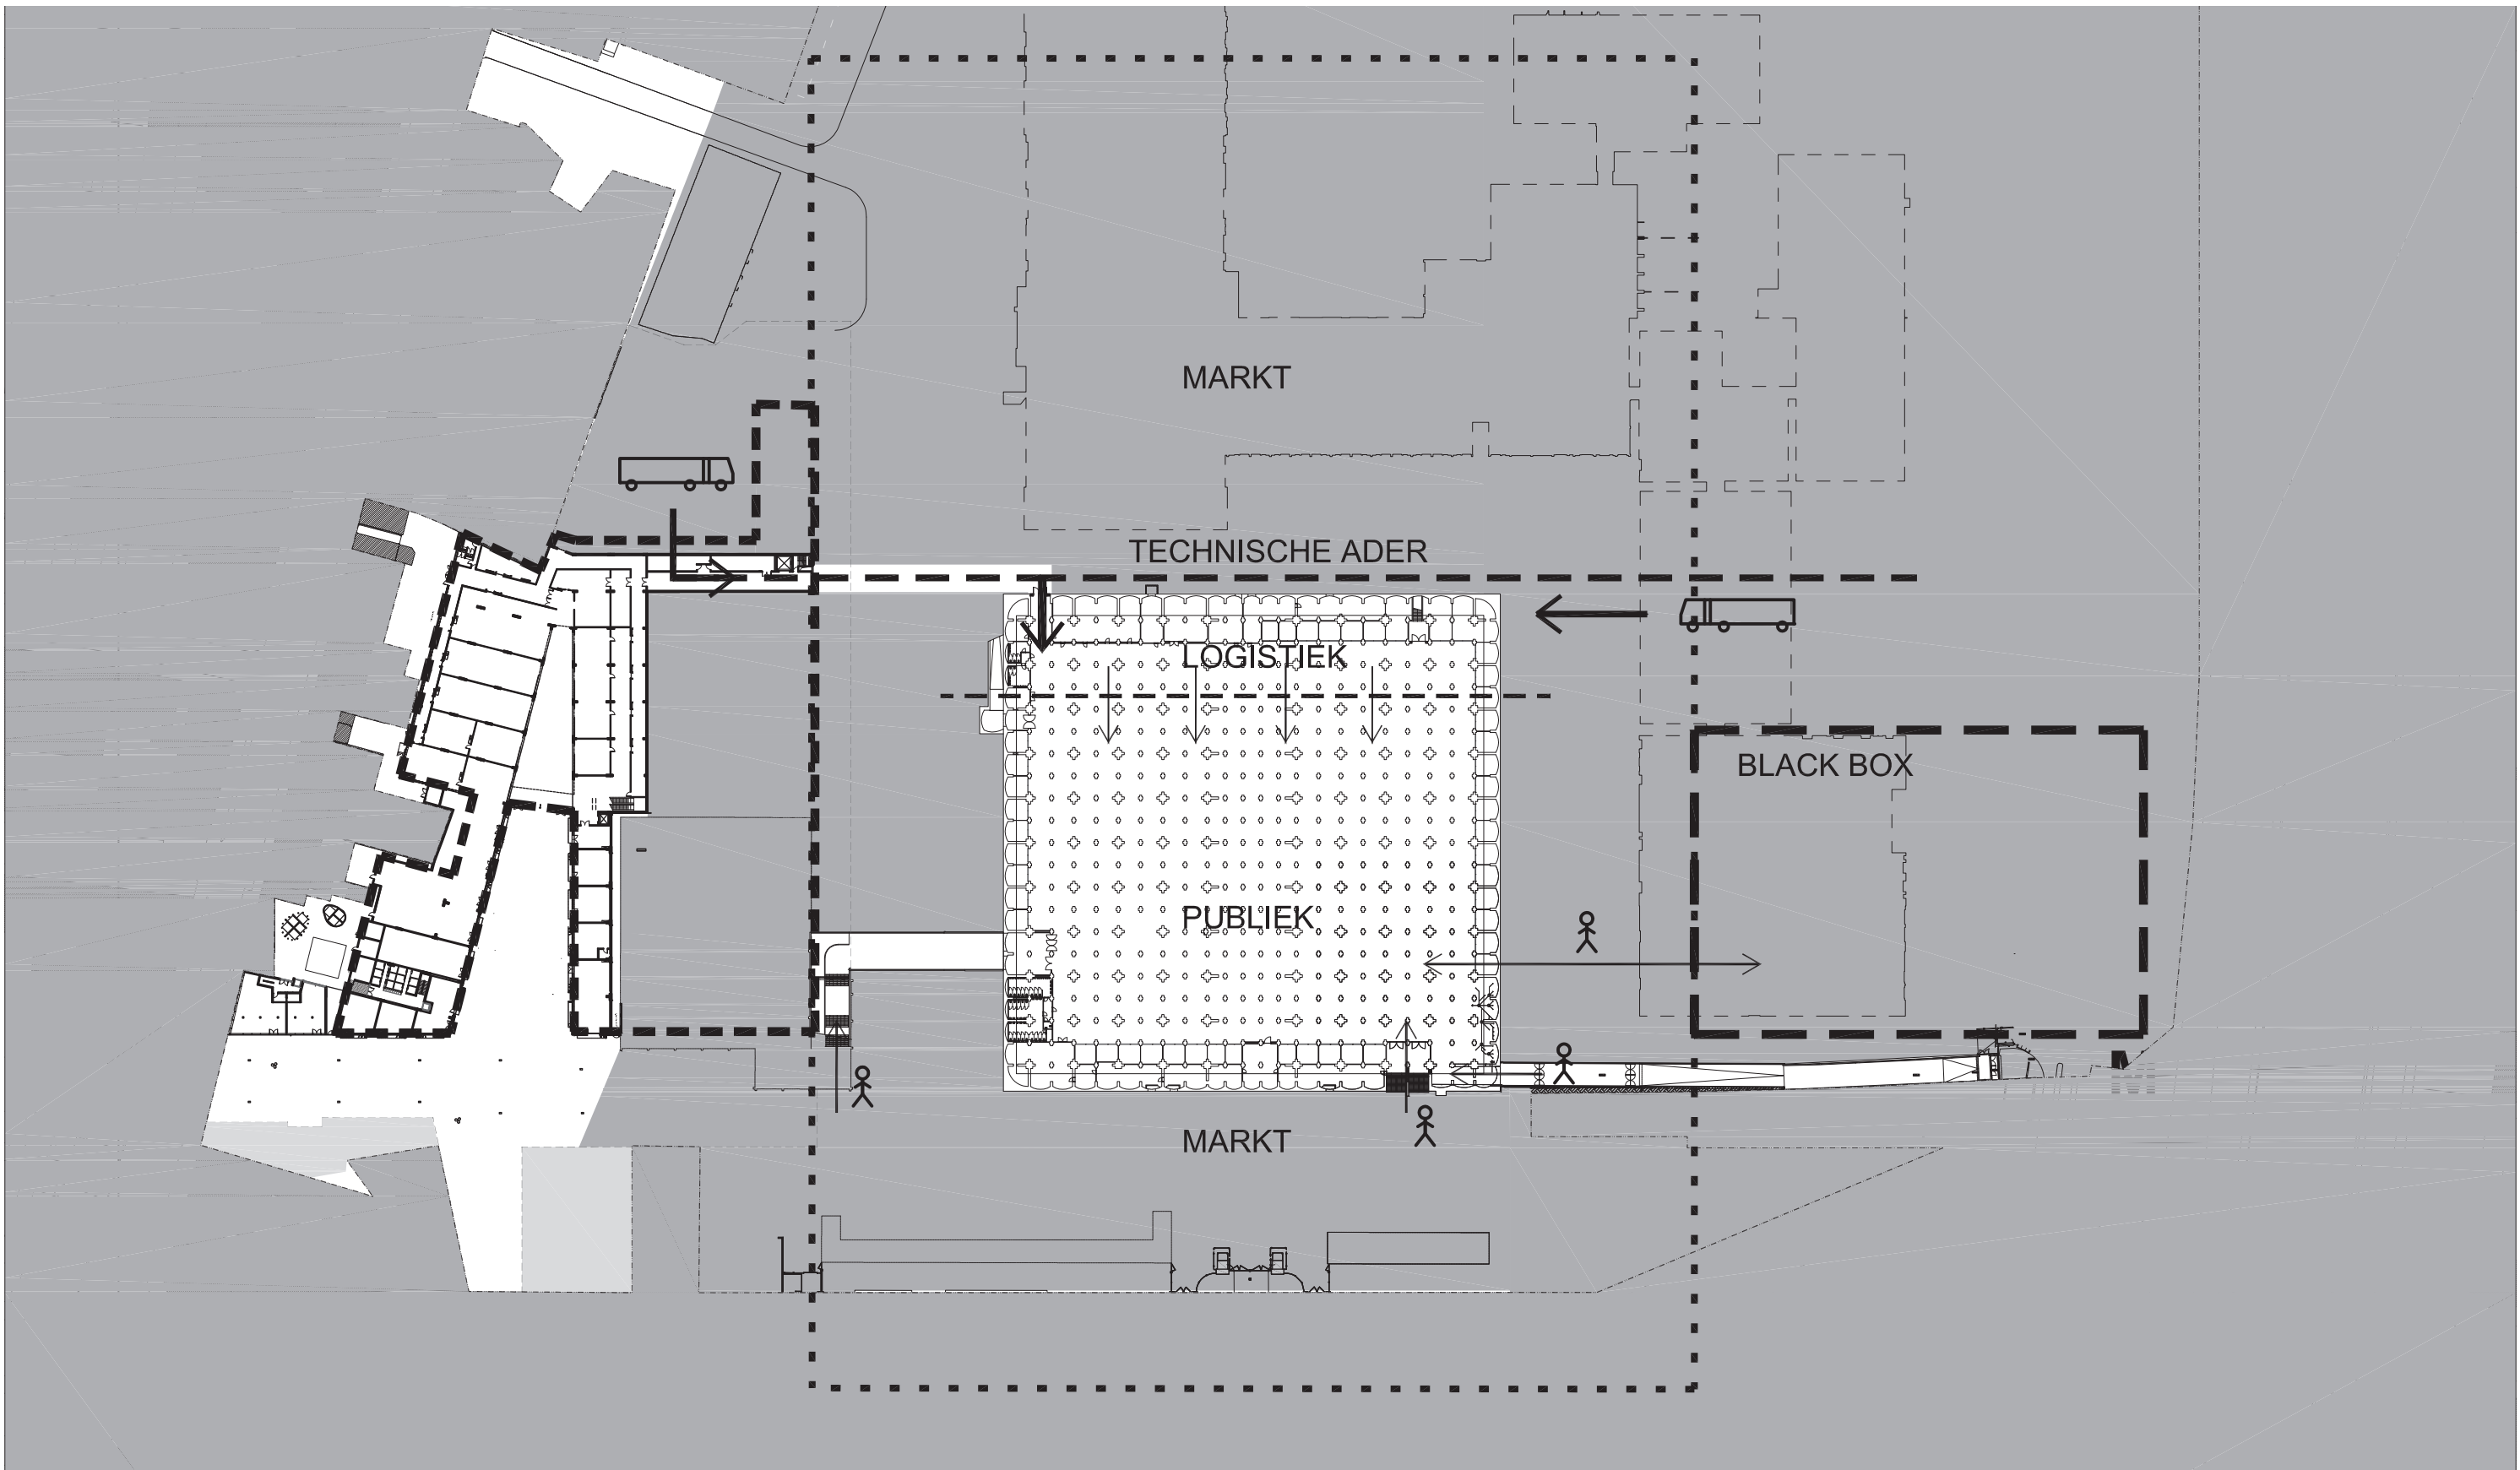 MARKT
TECHNISCHE ADER
LOGISTIEK
BLACK BOX
PUBLIEK
MARKT